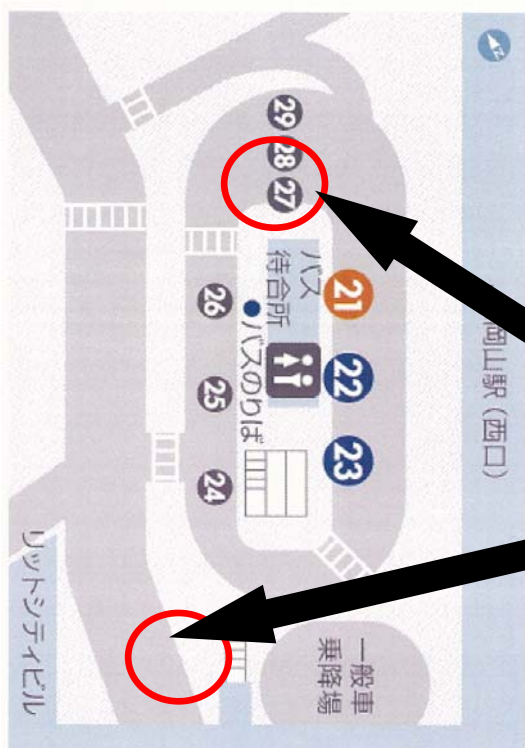 29
28
27
バス
待合所
21
26
●バスのりば
22
25
23
24
岡山駅（西口）
一般車
乗降場
リットシティビル